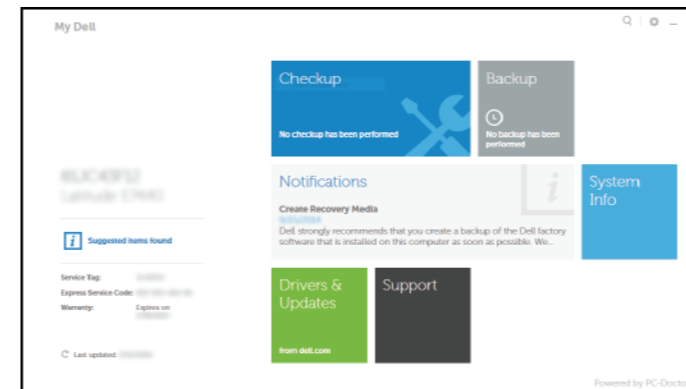 My Dell
Checkup
No checkup has been performed
Backup
No backup has been
performed
Suggested items found
Service Tag:
Express Service Code:
Warranty: Expires on
Last updated:
Notifications
Create Recovery Media
Dell strongly recommends that you create a backup of the Dell factory
software that is installed on this computer as soon as possible. We...
System
Info
Drivers &
Updates
from dell.com
Support
Powered by PC-Docto